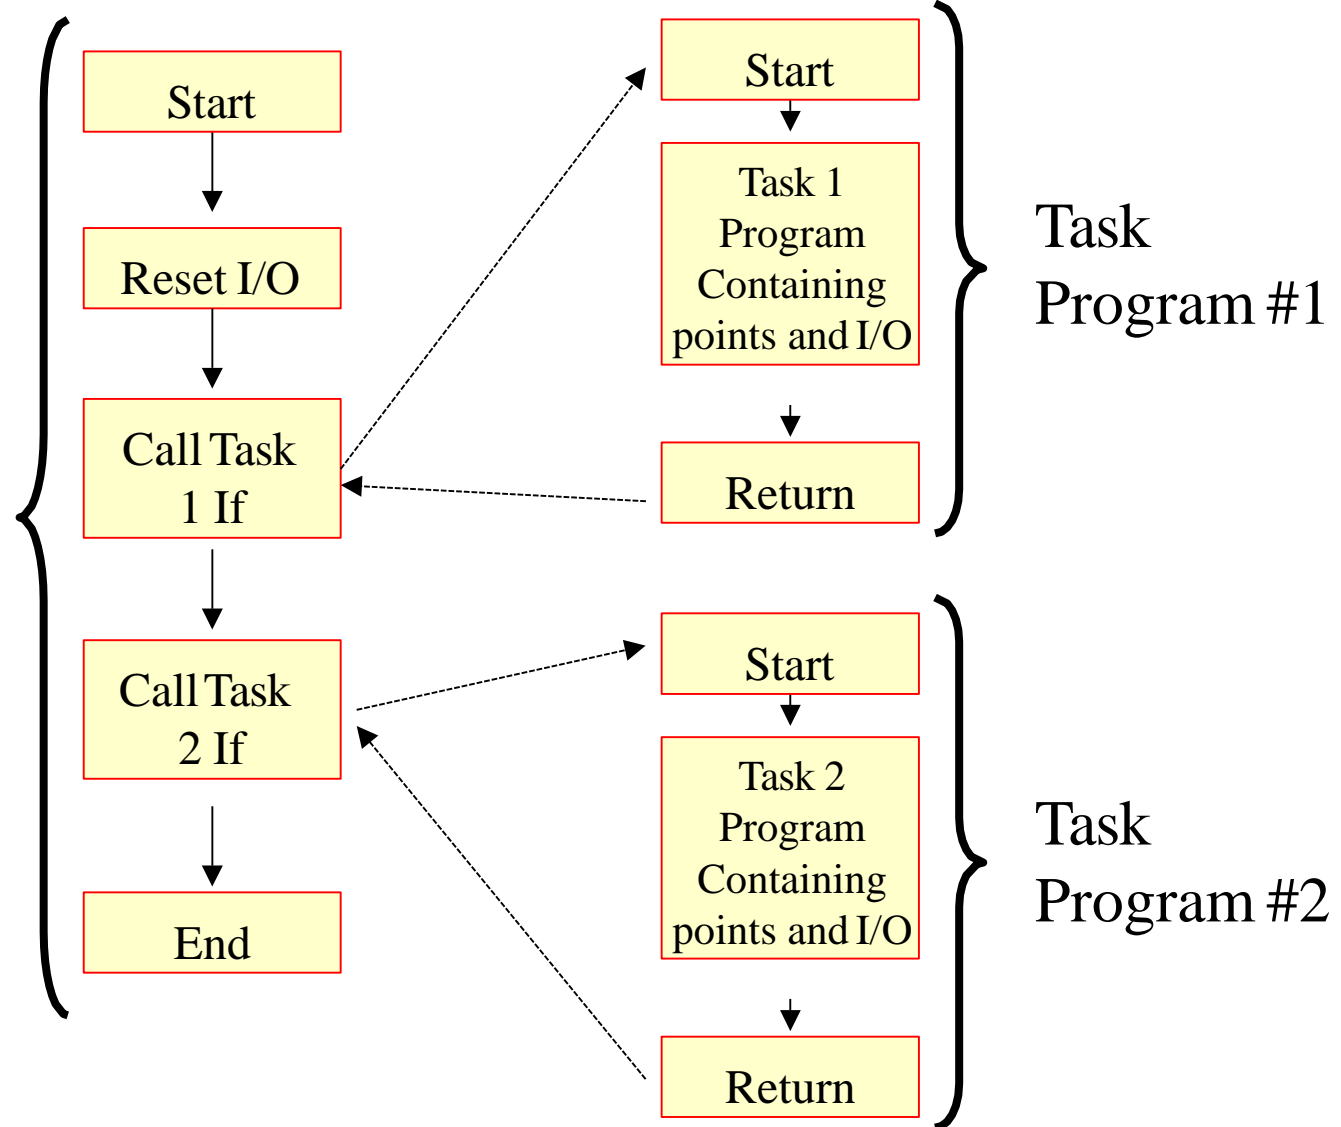 Start
Reset I/O
Call Task
1 If
Call Task
2 If
End
Start
Task 1
Program
Containing
points and I/O
Return
Task
Program #1
Start
Task 2
Program
Containing
points and I/O
Return
Task
Program #2